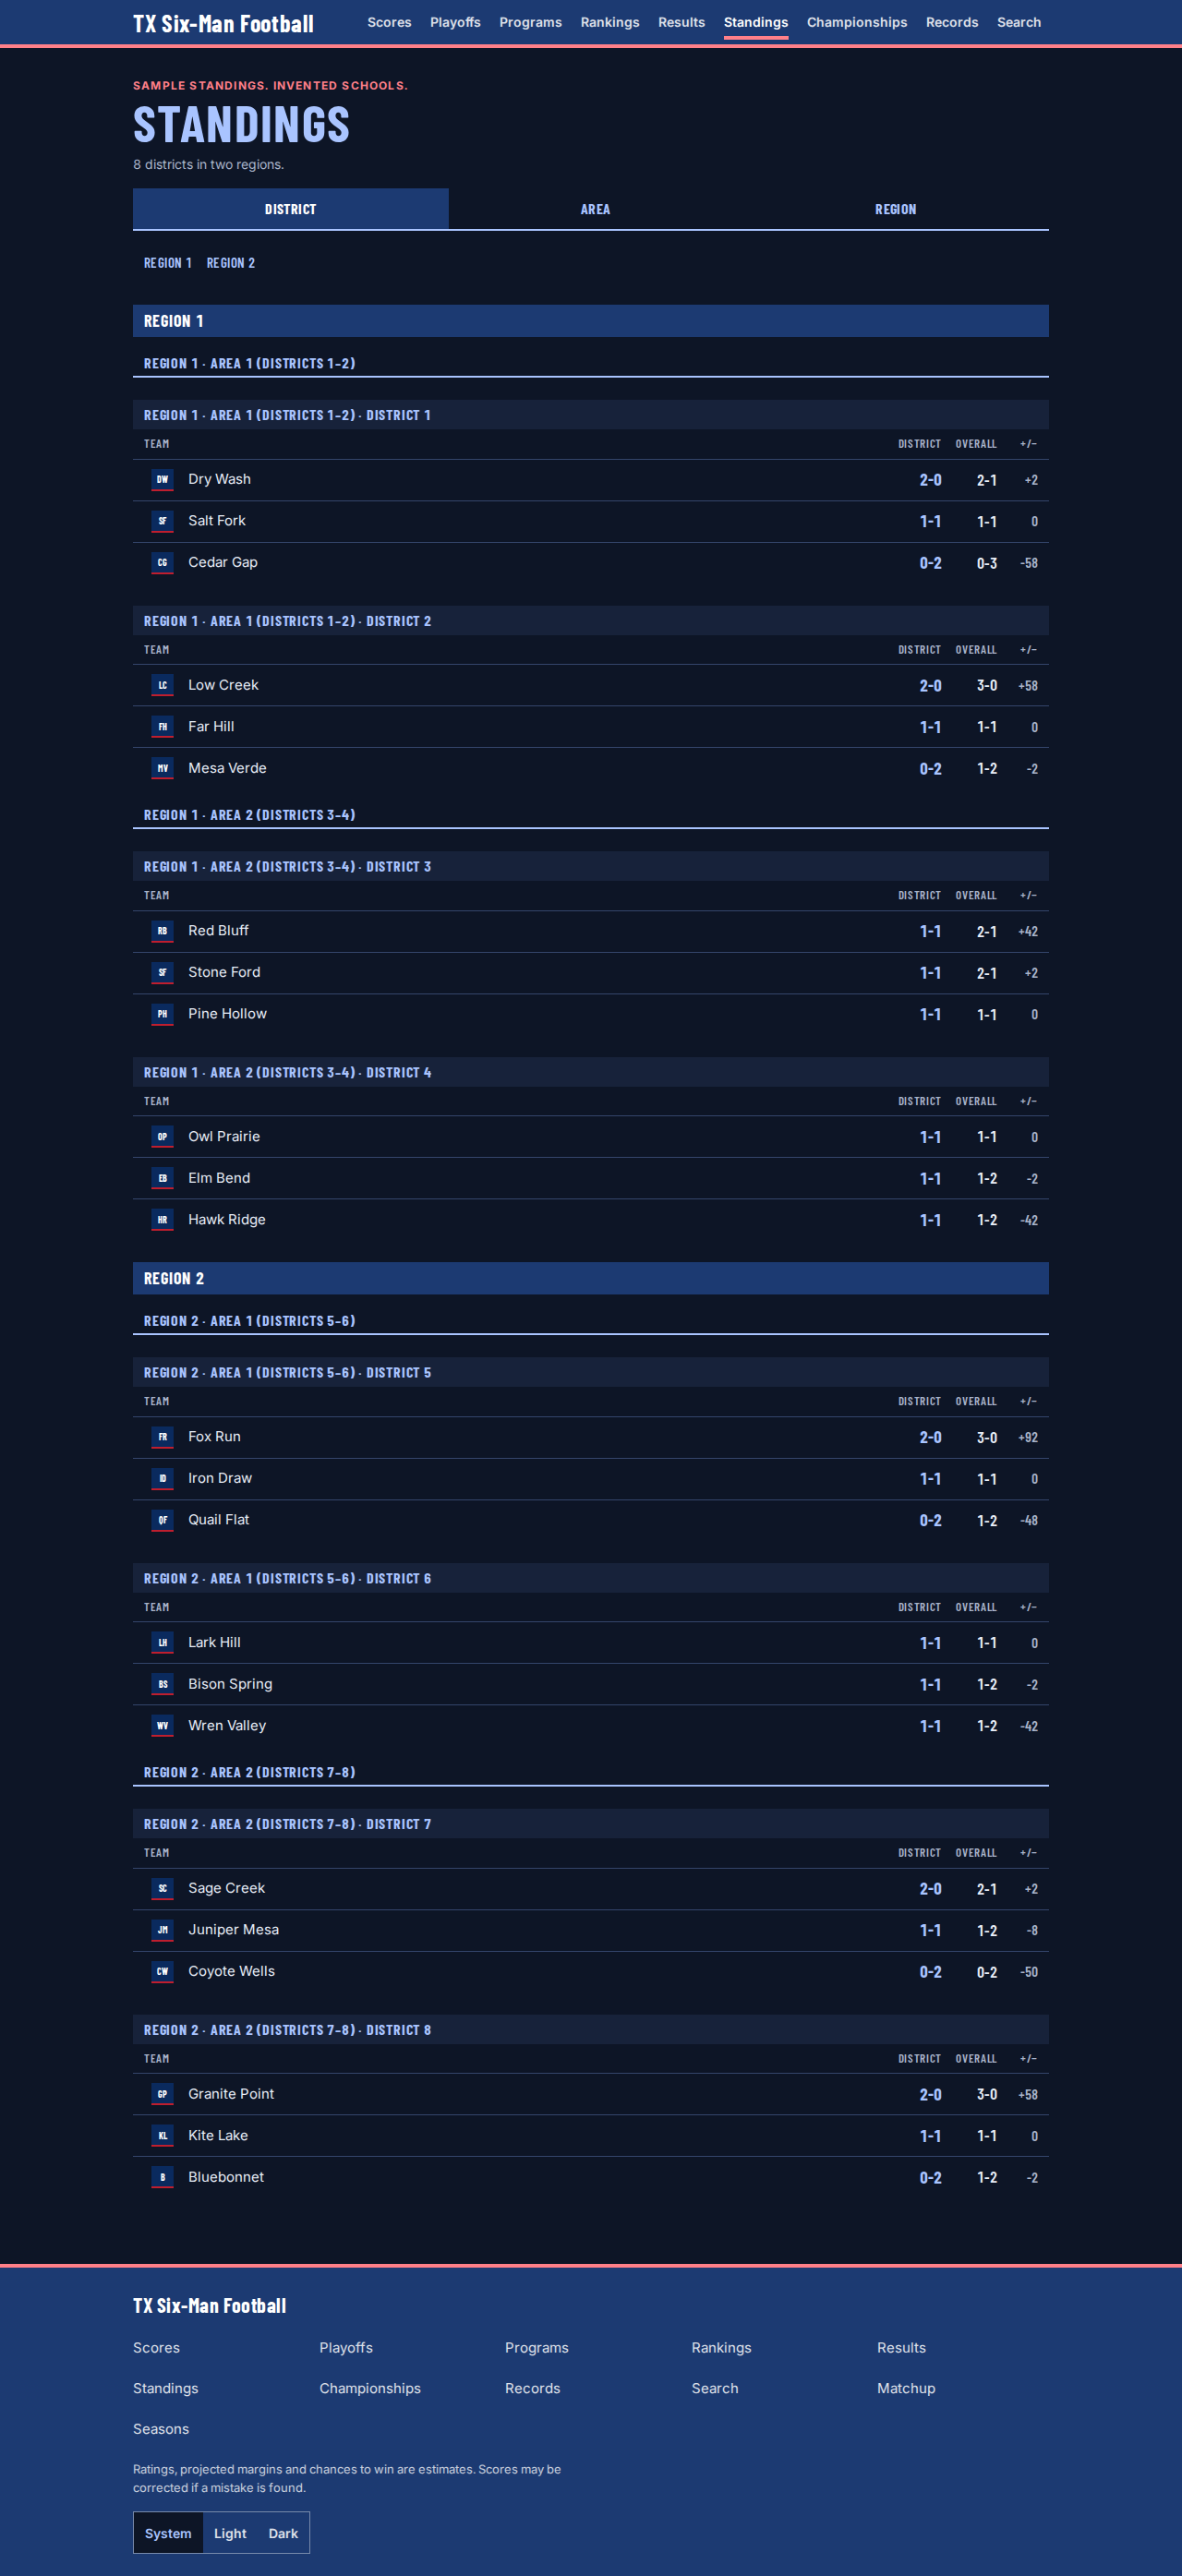 TX Six-Man Football
Scores Playoffs Programs Rankings Results Standings Championships Records Search
SAMPLE STANDINGS. INVENTED SCHOOLS.
STANDINGS
8 districts in two regions.
DISTRICT AREA REGION
REGION 1 REGION 2
REGION 1
REGION 1 · AREA 1 (DISTRICTS 1–2)
REGION 1 · AREA 1 (DISTRICTS 1–2) · DISTRICT 1
TEAM DISTRICT OVERALL +/−
DW Dry Wash 2-0 2-1 +2
SF Salt Fork 1-1 1-1 0
CG Cedar Gap 0-2 0-3 -58
REGION 1 · AREA 1 (DISTRICTS 1–2) · DISTRICT 2
TEAM DISTRICT OVERALL +/−
LC Low Creek 2-0 3-0 +58
FH Far Hill 1-1 1-1 0
MV Mesa Verde 0-2 1-2 -2
REGION 1 · AREA 2 (DISTRICTS 3–4)
REGION 1 · AREA 2 (DISTRICTS 3–4) · DISTRICT 3
TEAM DISTRICT OVERALL +/−
RB Red Bluff 1-1 2-1 +42
SF Stone Ford 1-1 2-1 +2
PH Pine Hollow 1-1 1-1 0
REGION 1 · AREA 2 (DISTRICTS 3–4) · DISTRICT 4
TEAM DISTRICT OVERALL +/−
OP Owl Prairie 1-1 1-1 0
EB Elm Bend 1-1 1-2 -2
HR Hawk Ridge 1-1 1-2 -42
REGION 2
REGION 2 · AREA 1 (DISTRICTS 5–6)
REGION 2 · AREA 1 (DISTRICTS 5–6) · DISTRICT 5
TEAM DISTRICT OVERALL +/−
FR Fox Run 2-0 3-0 +92
ID Iron Draw 1-1 1-1 0
QF Quail Flat 0-2 1-2 -48
REGION 2 · AREA 1 (DISTRICTS 5–6) · DISTRICT 6
TEAM DISTRICT OVERALL +/−
LH Lark Hill 1-1 1-1 0
BS Bison Spring 1-1 1-2 -2
WV Wren Valley 1-1 1-2 -42
REGION 2 · AREA 2 (DISTRICTS 7–8)
REGION 2 · AREA 2 (DISTRICTS 7–8) · DISTRICT 7
TEAM DISTRICT OVERALL +/−
SC Sage Creek 2-0 2-1 +2
JM Juniper Mesa 1-1 1-2 -8
CW Coyote Wells 0-2 0-2 -50
REGION 2 · AREA 2 (DISTRICTS 7–8) · DISTRICT 8
TEAM DISTRICT OVERALL +/−
GP Granite Point 2-0 3-0 +58
KL Kite Lake 1-1 1-1 0
B Bluebonnet 0-2 1-2 -2
TX Six-Man Football
Scores Playoffs Programs Rankings Results
Standings Championships Records Search Matchup
Seasons
Ratings, projected margins and chances to win are estimates. Scores may be
corrected if a mistake is found.
System Light Dark